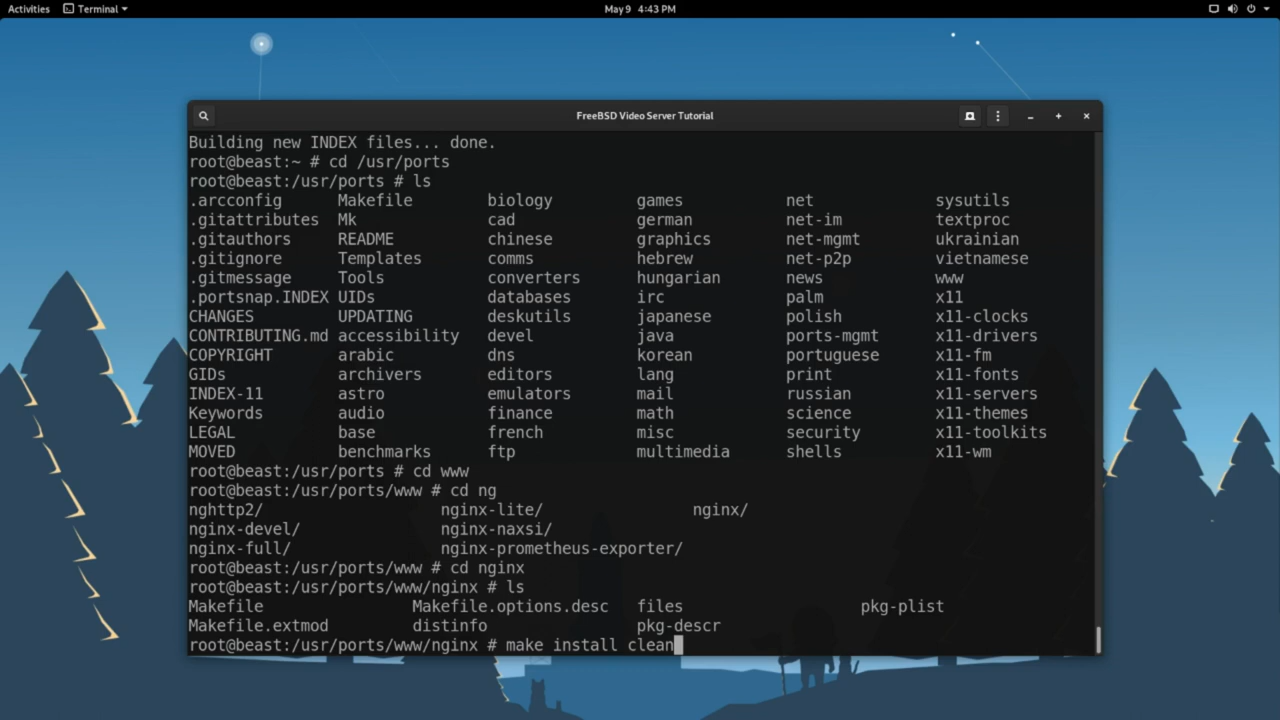 Activities Terminal May 9 4:43 PM
FreeBSD Video Server Tutorial
Building new INDEX files... done.
root@beast:~ # cd /usr/ports
root@beast:/usr/ports # ls
.arcconfig Makefile biology games net sysutils
.gitattributes Mk cad german net-im textproc
.gitauthors README chinese graphics net-mgmt ukrainian
.gitignore Templates comms hebrew net-p2p vietnamese
.gitmessage Tools converters hungarian news www
.portsnap.INDEX UIDs databases irc palm x11
CHANGES UPDATING deskutils japanese polish x11-clocks
CONTRIBUTING.md accessibility devel java ports-mgmt x11-drivers
COPYRIGHT arabic dns korean portuguese x11-fm
GIDs archivers editors lang print x11-fonts
INDEX-11 astro emulators mail russian x11-servers
Keywords audio finance math science x11-themes
LEGAL base french misc security x11-toolkits
MOVED benchmarks ftp multimedia shells x11-wm
root@beast:/usr/ports # cd www
root@beast:/usr/ports/www # cd ng
nghttp2/ nginx-lite/ nginx/
nginx-devel/ nginx-naxsi/
nginx-full/ nginx-prometheus-exporter/
root@beast:/usr/ports/www # cd nginx
root@beast:/usr/ports/www/nginx # ls
Makefile Makefile.options.desc files pkg-plist
Makefile.extmod distinfo pkg-descr
root@beast:/usr/ports/www/nginx # make install clean